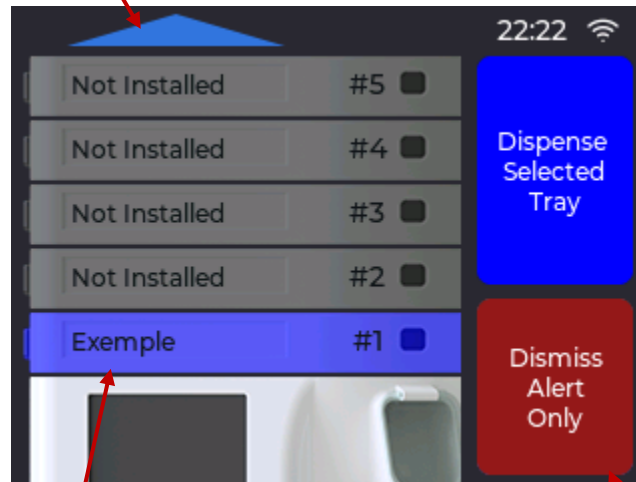 22:22
Not Installed #5
Not Installed #4
Not Installed #3
Not Installed #2
Exemple #1
Dispense
Selected
Tray
Dismiss
Alert
Only